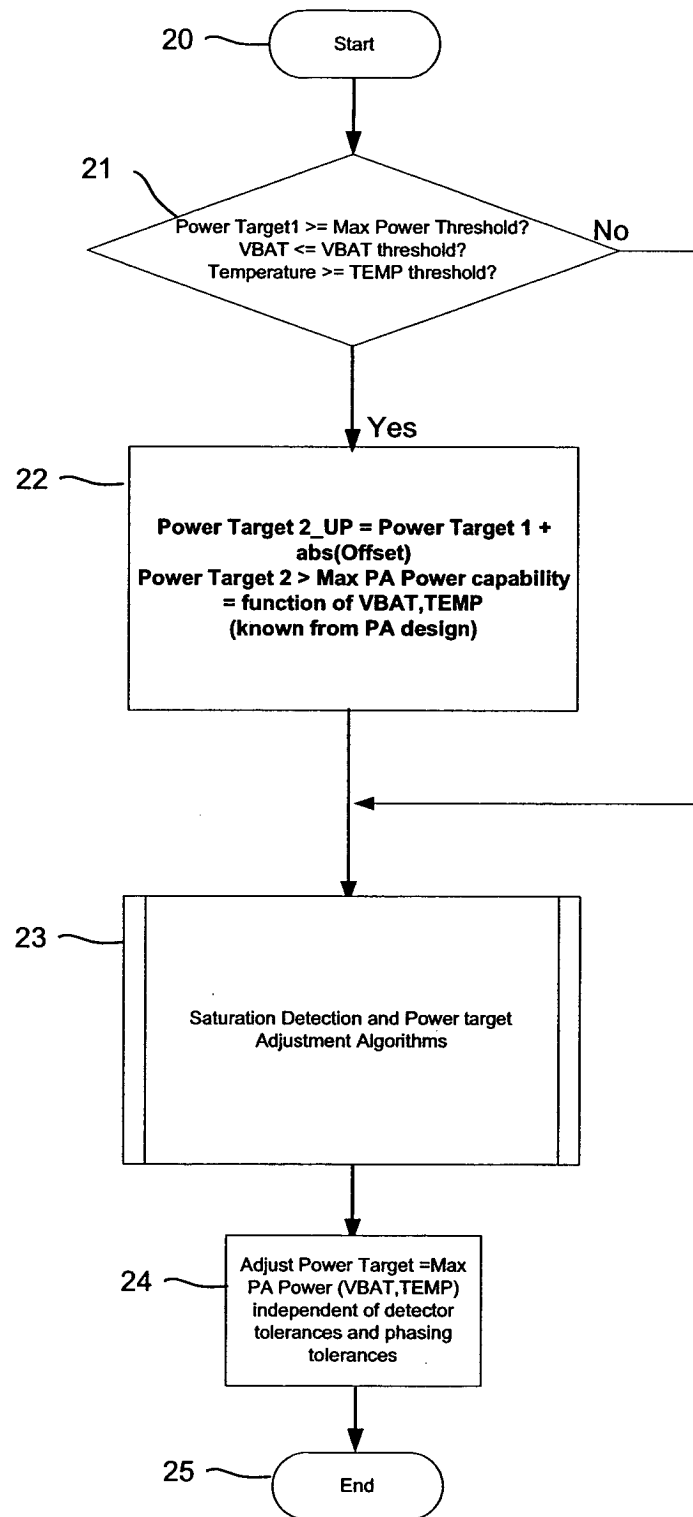 20
Start
21
Power Target1 >= Max Power Threshold?
VBAT <= VBAT threshold?
Temperature >= TEMP threshold?
No
Yes
22
Power Target 2_UP = Power Target 1 +
abs(Offset)
Power Target 2 > Max PA Power capability
= function of VBAT,TEMP
(known from PA design)
23
Saturation Detection and Power target
Adjustment Algorithms
24
Adjust Power Target =Max
PA Power (VBAT,TEMP)
independent of detector
tolerances and phasing
tolerances
25
End